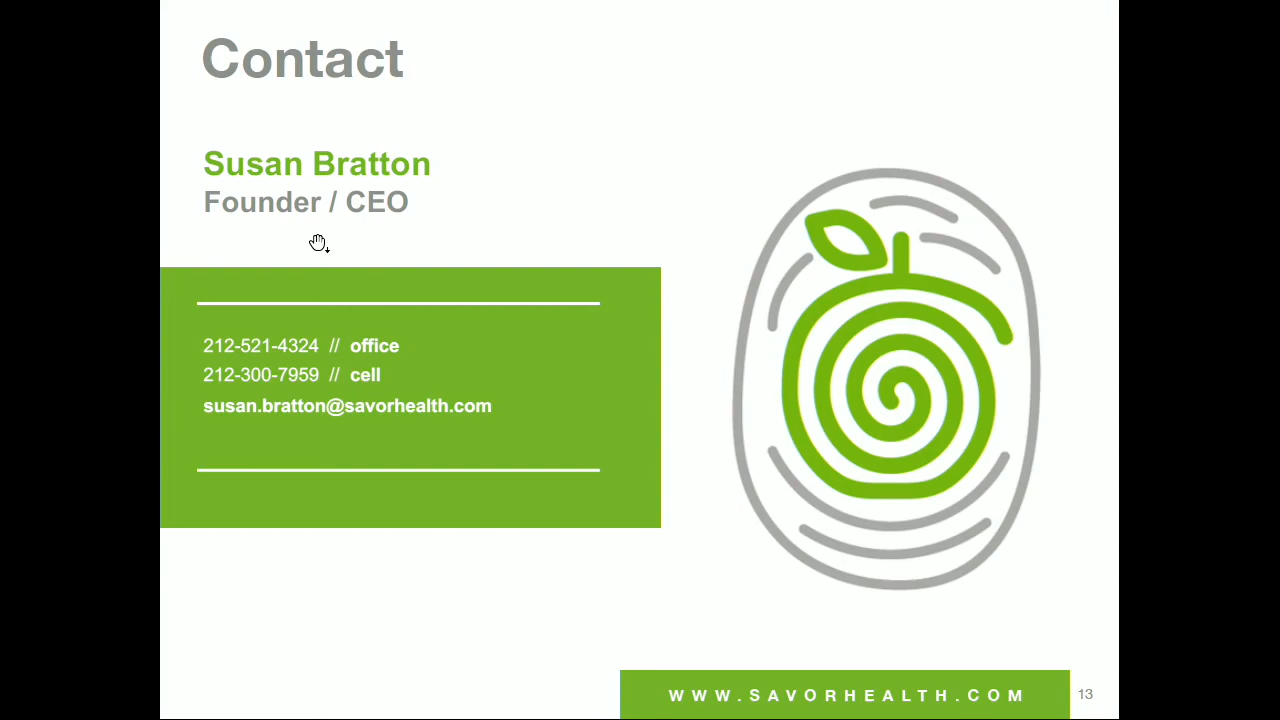 Contact
Susan Bratton
Founder / CEO
212-521-4324 // office
212-300-7959 // cell
susan.bratton@savorhealth.com
WWW.SAVORHEALTH.COM
13